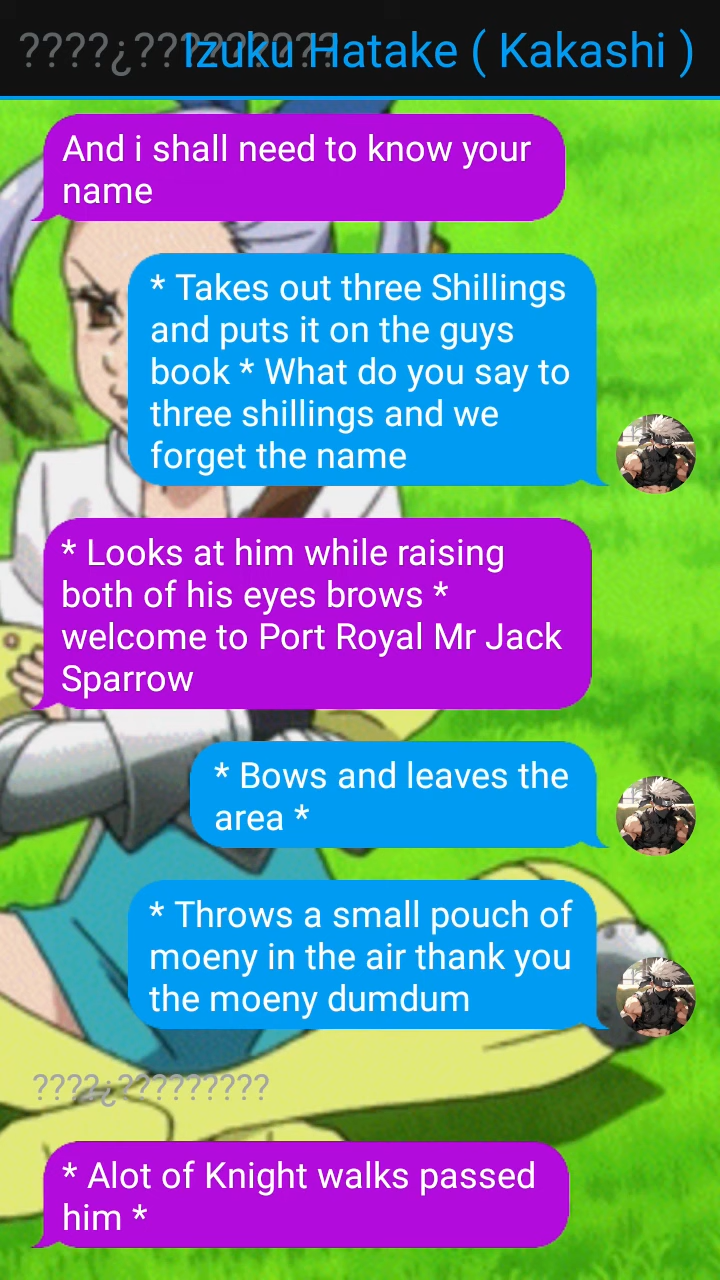 ????¿?????????? Izuku Hatake ( Kakashi )
And i shall need to know your
name
* Takes out three Shillings
and puts it on the guys
book * What do you say to
three shillings and we
forget the name
* Looks at him while raising
both of his eyes brows *
welcome to Port Royal Mr Jack
Sparrow
* Bows and leaves the
area *
* Throws a small pouch of
moeny in the air thank you
the moeny dumdum
????¿?????????
* Alot of Knight walks passed
him *